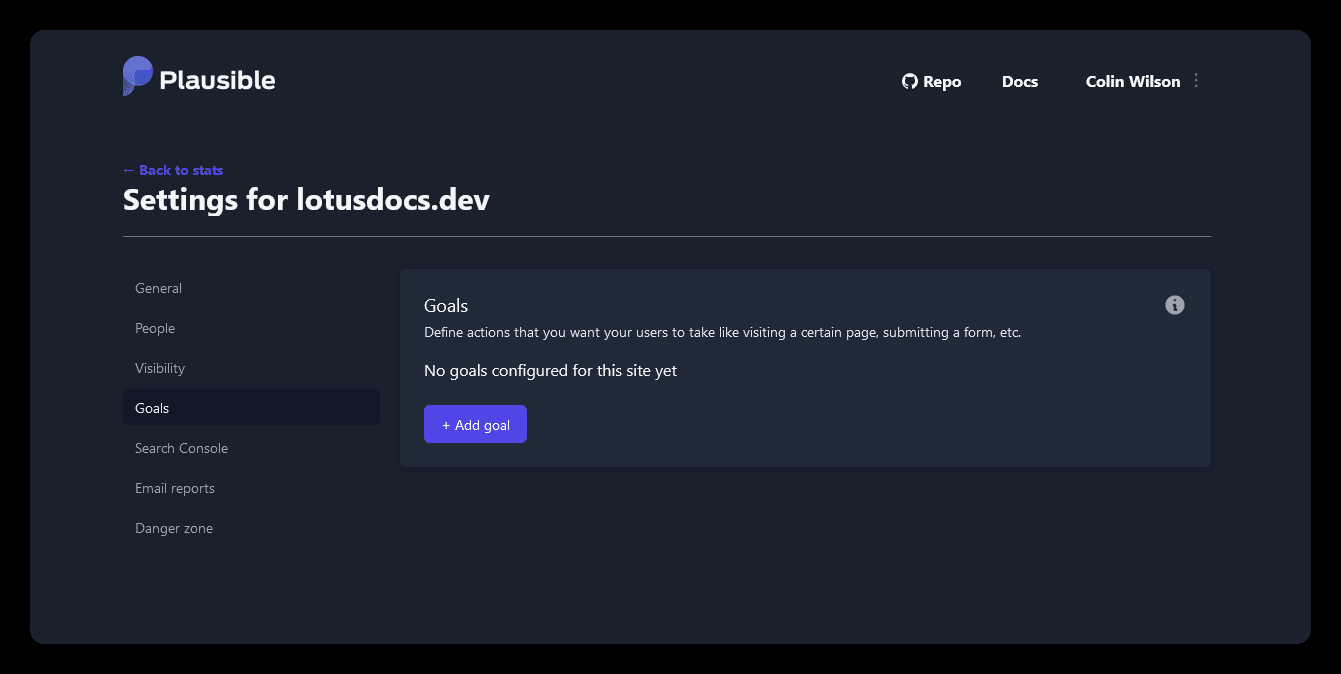 Plausible
Repo Docs Colin Wilson
← Back to stats
Settings for lotusdocs.dev
General
People
Visibility
Goals
Search Console
Email reports
Danger zone
Goals
Define actions that you want your users to take like visiting a certain page, submitting a form, etc.
No goals configured for this site yet
+ Add goal